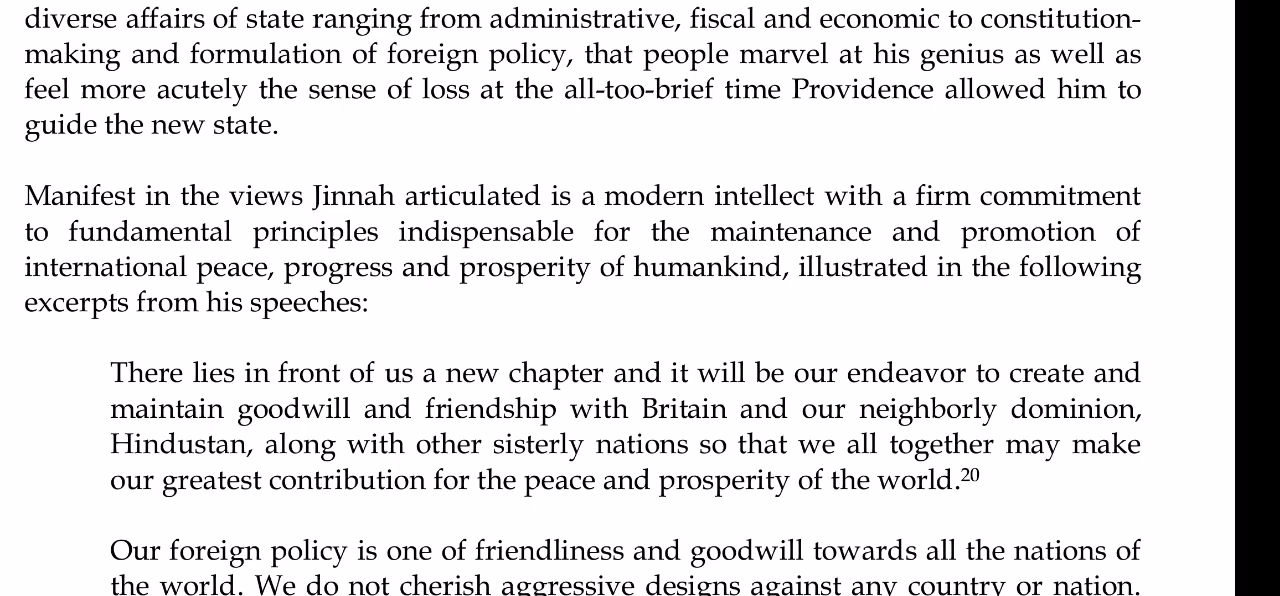 diverse affairs of state ranging from administrative, fiscal and economic to constitution-
making and formulation of foreign policy, that people marvel at his genius as well as
feel more acutely the sense of loss at the all-too-brief time Providence allowed him to
guide the new state.
Manifest in the views Jinnah articulated is a modern intellect with a firm commitment
to fundamental principles indispensable for the maintenance and promotion of
international peace, progress and prosperity of humankind, illustrated in the following
excerpts from his speeches:
There lies in front of us a new chapter and it will be our endeavor to create and
maintain goodwill and friendship with Britain and our neighborly dominion,
Hindustan, along with other sisterly nations so that we all together may make
our greatest contribution for the peace and prosperity of the world.20
Our foreign policy is one of friendliness and goodwill towards all the nations of
the world. We do not cherish aggressive designs against any country or nation.